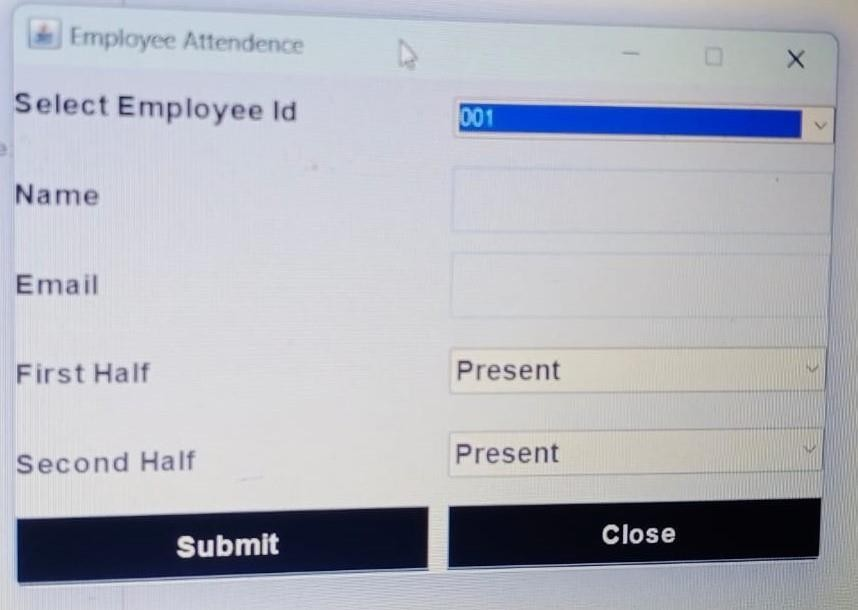 Employee Attendence
Select Employee Id 001
Name
Email
First Half Present
Second Half Present
Submit Close